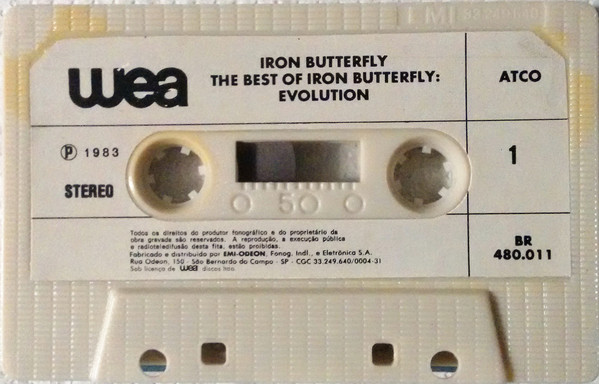 EMI 33.249.640
wea
IRON BUTTERFLY
THE BEST OF IRON BUTTERFLY:
EVOLUTION
ATCO
℗ 1983
STEREO
1
50
Todos os direitos do produtor fonográfico e do proprietário da
obra gravada são reservados. A reprodução, a execução pública
e radioteledifusão desta fita, estão proibidas.
Fabricado e distribuído por EMI-ODEON, Fonog. Indl., e Eletrônica S.A.
Rua Odeon, 150 - São Bernardo do Campo - SP - CGC 33.249.640/0004-31
Sob licença de wea discos ltda.
BR
480.011